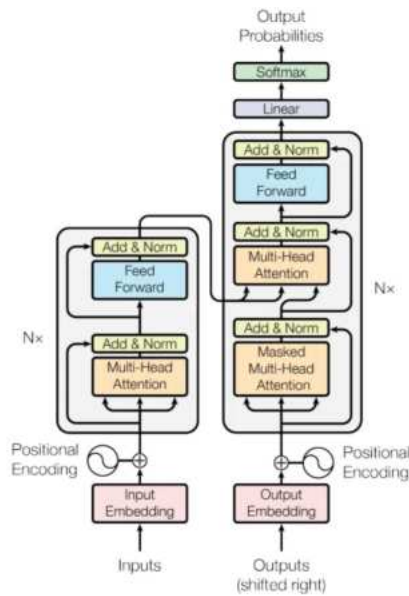 Output
Probabilities
Softmax
Linear
Add & Norm
Feed
Forward
Add & Norm
Multi-Head
Attention
Add & Norm
Masked
Multi-Head
Attention
Nx
Positional
Encoding
Output
Embedding
Outputs
(shifted right)
Add & Norm
Feed
Forward
Add & Norm
Multi-Head
Attention
Nx
Positional
Encoding
Input
Embedding
Inputs